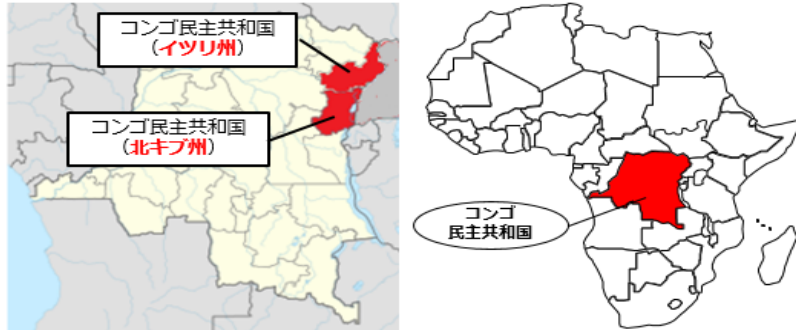 コンゴ民主共和国
（イツリ州）
コンゴ民主共和国
（北キブ州）
コンゴ
民主共和国